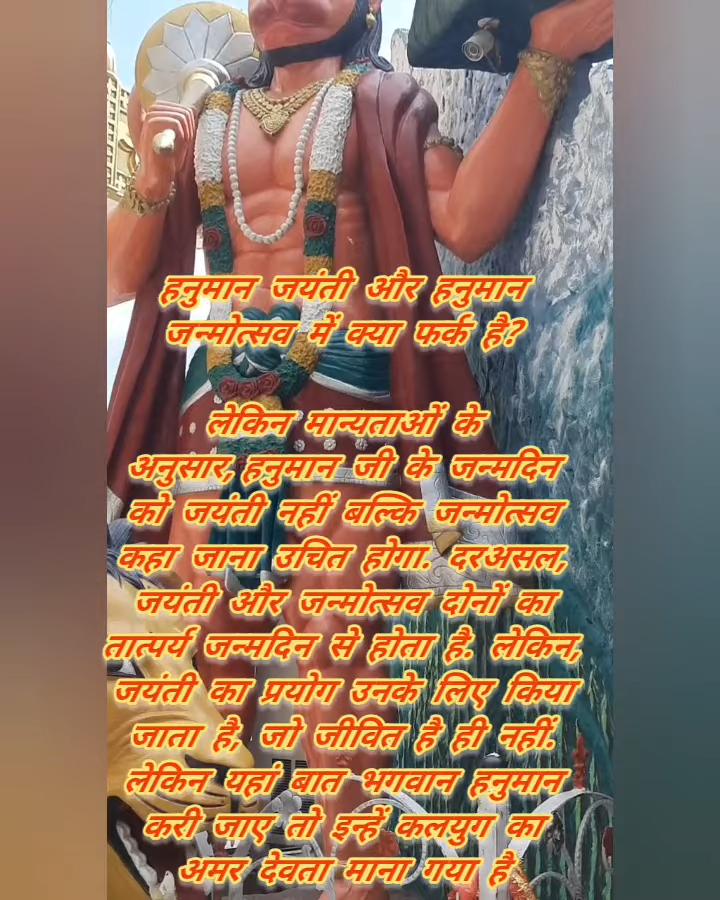 हनुमान जयंती और हनुमान
जन्मोत्सव में क्या फर्क है?
लेकिन मान्यताओं के
अनुसार, हनुमान जी के जन्मदिन
को जयंती नहीं बल्कि जन्मोत्सव
कहा जाना उचित होगा. दरअसल,
जयंती और जन्मोत्सव दोनों का
तात्पर्य जन्मदिन से होता है. लेकिन,
जयंती का प्रयोग उनके लिए किया
जाता है, जो जीवित है ही नहीं.
लेकिन यहां बात भगवान हनुमान
करी जाए तो इन्हें कलयुग का
अमर देवता माना गया है